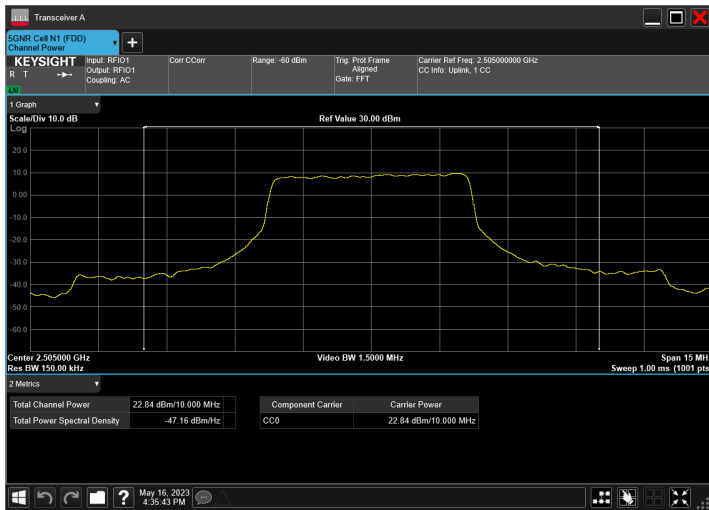 Transceiver A
5GNR Cell N1 (FDD)
Channel Power
KEYSIGHT
R T
LNI
Input: RFIO1
Output: RFIO1
Coupling: AC
Corr CCorr
Range: -60 dBm
Trig: Prot Frame
Aligned
Gate: FFT
Carrier Ref Freq: 2.505000000 GHz
CC Info: Uplink, 1 CC
1 Graph
Scale/Div 10.0 dB
Ref Value 30.00 dBm
Log
20.0
10.0
0.00
-10.0
-20.0
-30.0
-40.0
-50.0
-60.0
Center 2.505000 GHz
Video BW 1.5000 MHz
Span 15 MH
Res BW 150.00 kHz
Sweep 1.00 ms (1001 pts
2 Metrics
Total Channel Power 22.84 dBm/10.000 MHz
Total Power Spectral Density -47.16 dBm/Hz
Component Carrier Carrier Power
CC0 22.84 dBm/10.000 MHz
?
May 16, 2023
4:35:43 PM